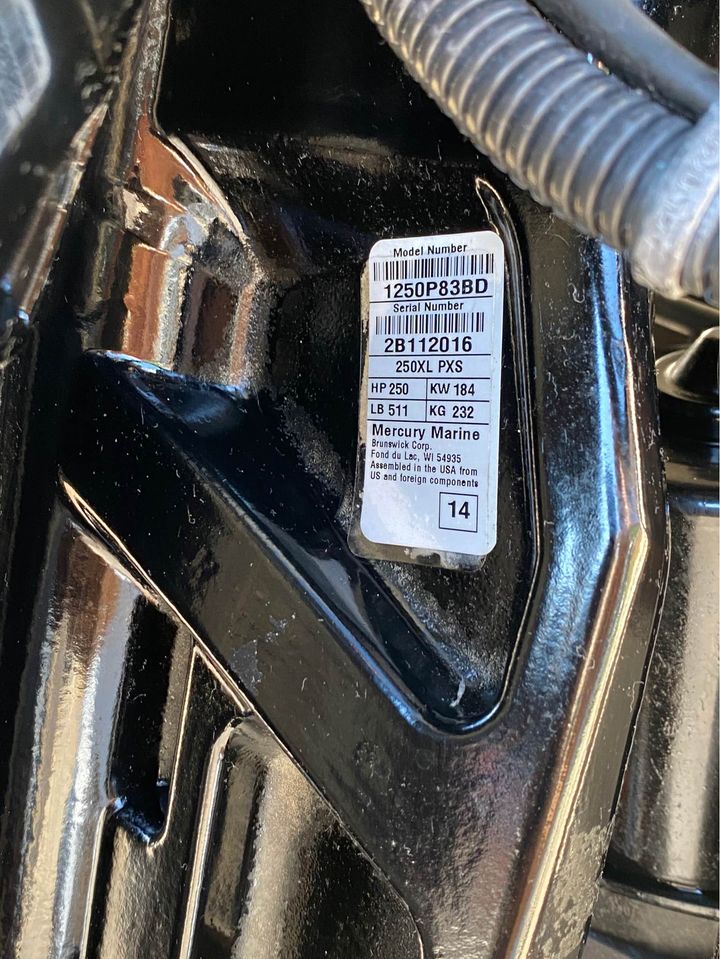 Model Number
1250P83BD
Serial Number
2B112016
250XL PXS
HP 250 KW 184
LB 511 KG 232
Mercury Marine
Brunswick Corp.
Fond du Lac, WI 54935
Assembled in the USA from
US and foreign components
14